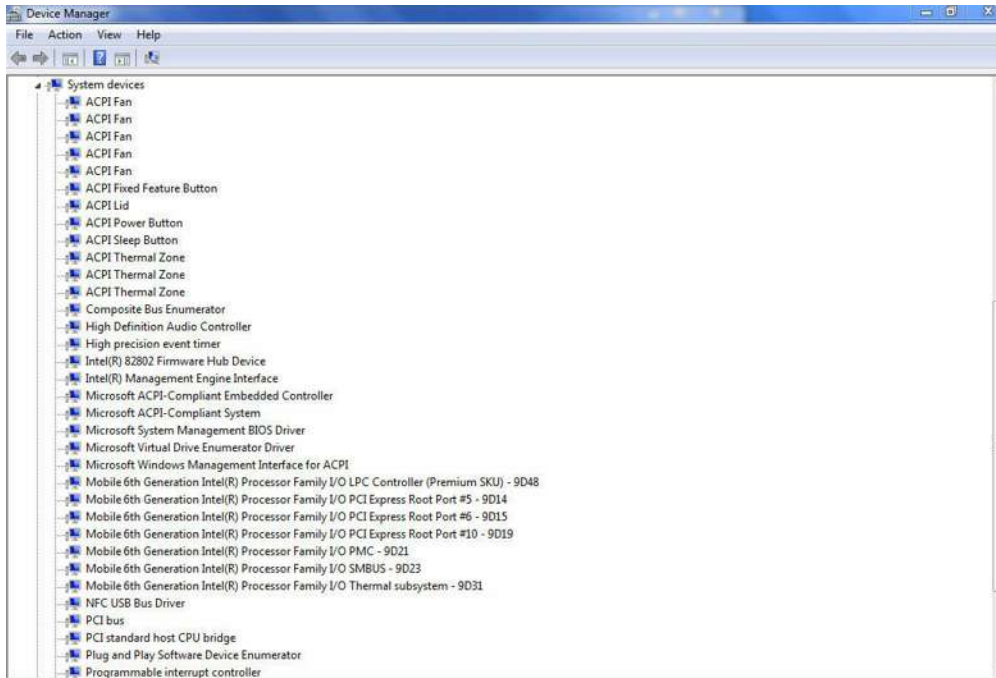 Device Manager
File Action View Help
System devices
ACPI Fan
ACPI Fan
ACPI Fan
ACPI Fan
ACPI Fan
ACPI Fixed Feature Button
ACPI Lid
ACPI Power Button
ACPI Sleep Button
ACPI Thermal Zone
ACPI Thermal Zone
ACPI Thermal Zone
Composite Bus Enumerator
High Definition Audio Controller
High precision event timer
Intel(R) 82802 Firmware Hub Device
Intel(R) Management Engine Interface
Microsoft ACPI-Compliant Embedded Controller
Microsoft ACPI-Compliant System
Microsoft System Management BIOS Driver
Microsoft Virtual Drive Enumerator Driver
Microsoft Windows Management Interface for ACPI
Mobile 6th Generation Intel(R) Processor Family I/O LPC Controller (Premium SKU) - 9D48
Mobile 6th Generation Intel(R) Processor Family I/O PCI Express Root Port #5 - 9D14
Mobile 6th Generation Intel(R) Processor Family I/O PCI Express Root Port #6 - 9D15
Mobile 6th Generation Intel(R) Processor Family I/O PCI Express Root Port #10 - 9D19
Mobile 6th Generation Intel(R) Processor Family I/O PMC - 9D21
Mobile 6th Generation Intel(R) Processor Family I/O SMBUS - 9D23
Mobile 6th Generation Intel(R) Processor Family I/O Thermal subsystem - 9D31
NFC USB Bus Driver
PCI bus
PCI standard host CPU bridge
Plug and Play Software Device Enumerator
Programmable interrupt controller